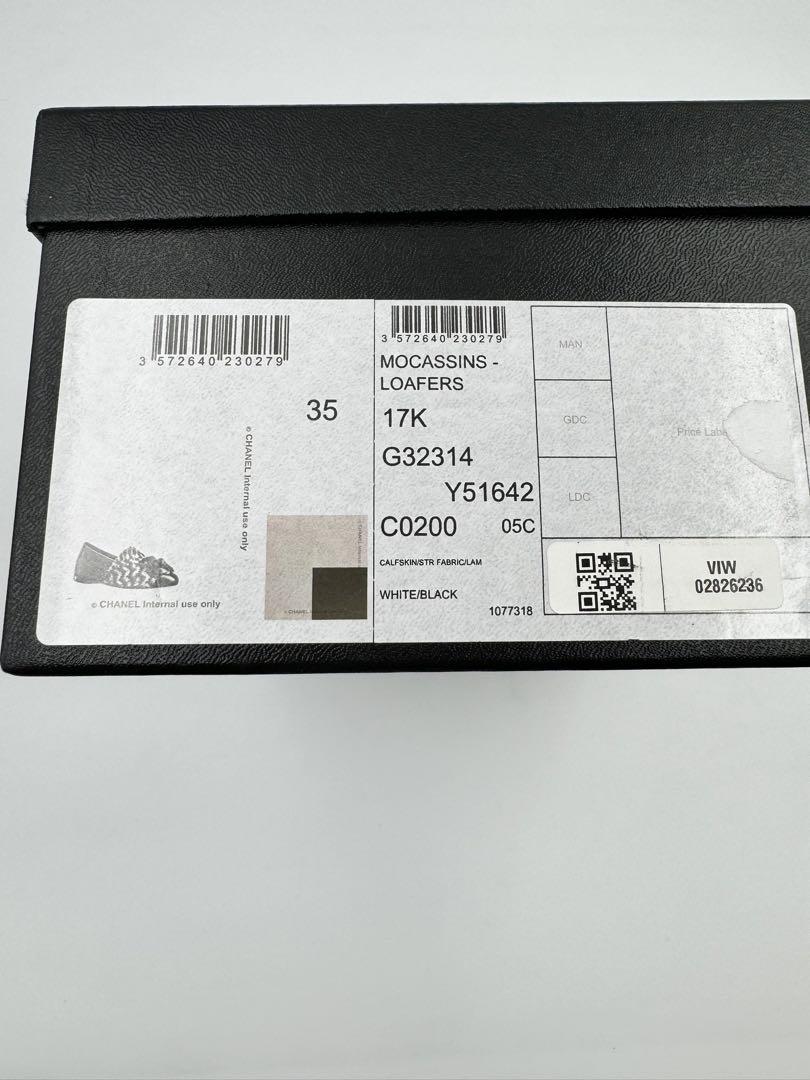 3 572640 230279
35
© CHANEL Internal use only
© CHANEL Internal use only
3 572640 230279
MOCASSINS -
LOAFERS
17K
G32314
Y51642
C0200 05C
CALFSKIN/STR FABRIC/LAM
WHITE/BLACK
1077318
MAN
GDC
LDC
Price Labe
VIW
02826236